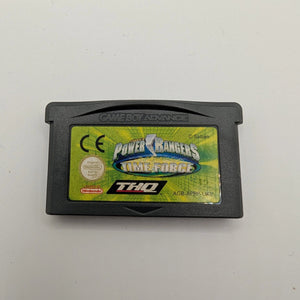 GAME BOY ADVANCE
CE
POWER RANGERS
TIME FORCE
Nintendo
THQ